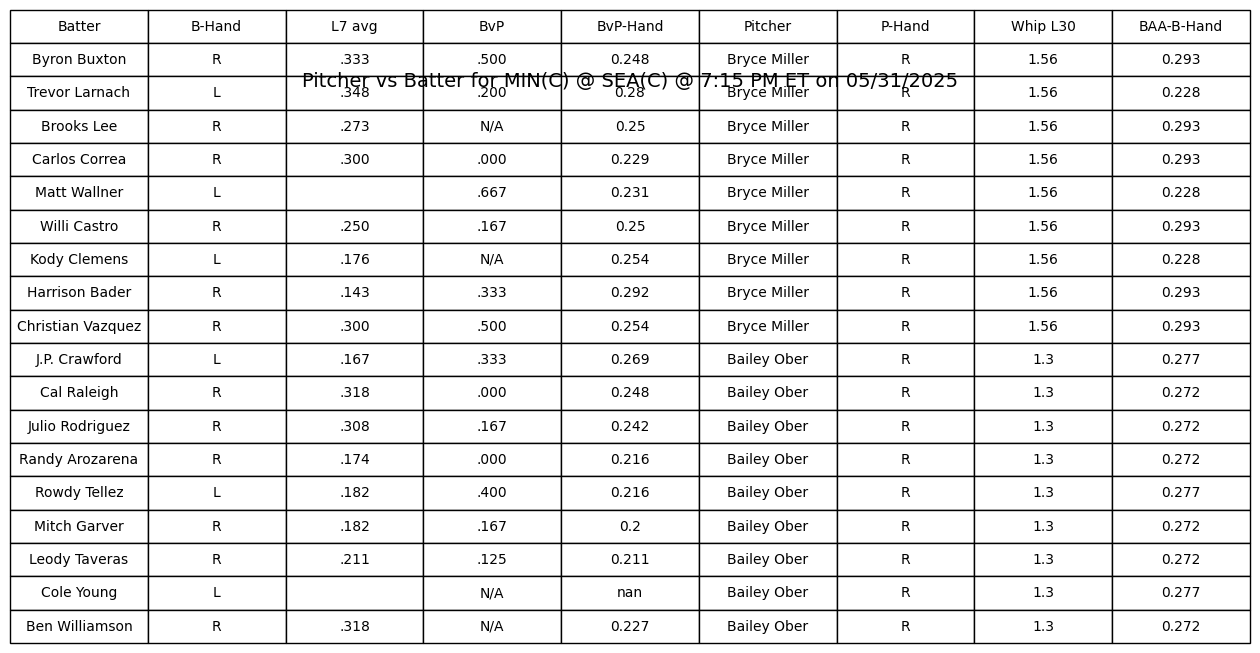 Batter B-Hand L7 avg BvP BvP-Hand Pitcher P-Hand Whip L30 BAA-B-Hand
Byron Buxton R .333 .500 0.248 Bryce Miller R 1.56 0.293
Pitcher vs Batter for MIN(C) @ SEA(C) @ 7:15 PM ET on 05/31/2025
Trevor Larnach L .348 .200 0.28 Bryce Miller R 1.56 0.228
Brooks Lee R .273 N/A 0.25 Bryce Miller R 1.56 0.293
Carlos Correa R .300 .000 0.229 Bryce Miller R 1.56 0.293
Matt Wallner L .667 0.231 Bryce Miller R 1.56 0.228
Willi Castro R .250 .167 0.25 Bryce Miller R 1.56 0.293
Kody Clemens L .176 N/A 0.254 Bryce Miller R 1.56 0.228
Harrison Bader R .143 .333 0.292 Bryce Miller R 1.56 0.293
Christian Vazquez R .300 .500 0.254 Bryce Miller R 1.56 0.293
J.P. Crawford L .167 .333 0.269 Bailey Ober R 1.3 0.277
Cal Raleigh R .318 .000 0.248 Bailey Ober R 1.3 0.272
Julio Rodriguez R .308 .167 0.242 Bailey Ober R 1.3 0.272
Randy Arozarena R .174 .000 0.216 Bailey Ober R 1.3 0.272
Rowdy Tellez L .182 .400 0.216 Bailey Ober R 1.3 0.277
Mitch Garver R .182 .167 0.2 Bailey Ober R 1.3 0.272
Leody Taveras R .211 .125 0.211 Bailey Ober R 1.3 0.272
Cole Young L N/A nan Bailey Ober R 1.3 0.277
Ben Williamson R .318 N/A 0.227 Bailey Ober R 1.3 0.272